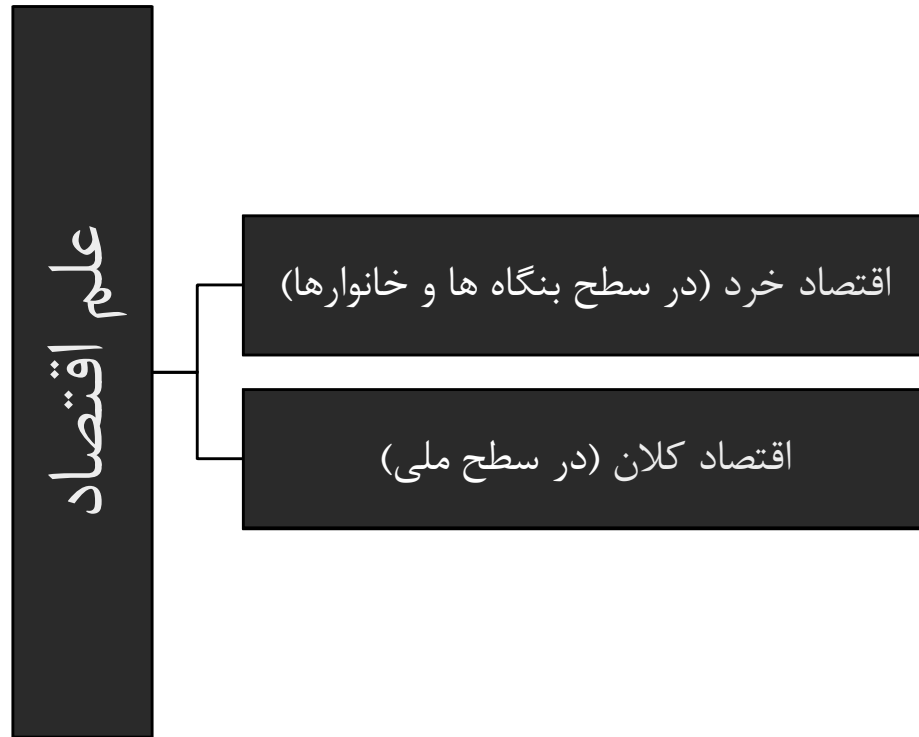 علم اقتصاد
اقتصاد خرد (در سطح بنگاه ها و خانوارها)
اقتصاد کلان (در سطح ملی)